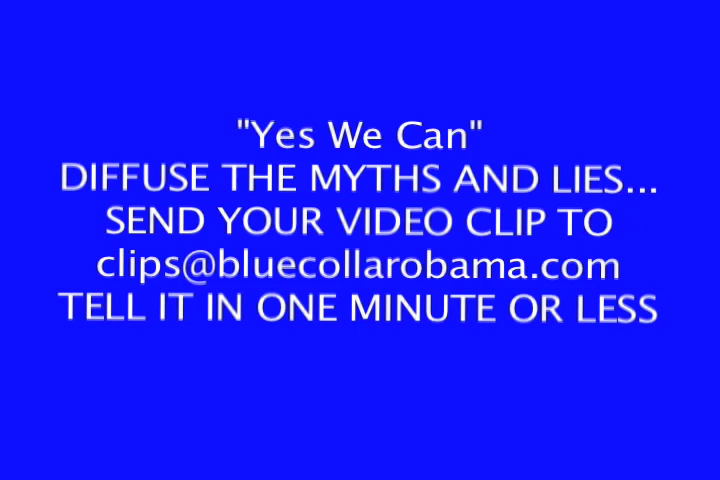 "Yes We Can"
DIFFUSE THE MYTHS AND LIES...
SEND YOUR VIDEO CLIP TO
clips@bluecollarobama.com
TELL IT IN ONE MINUTE OR LESS